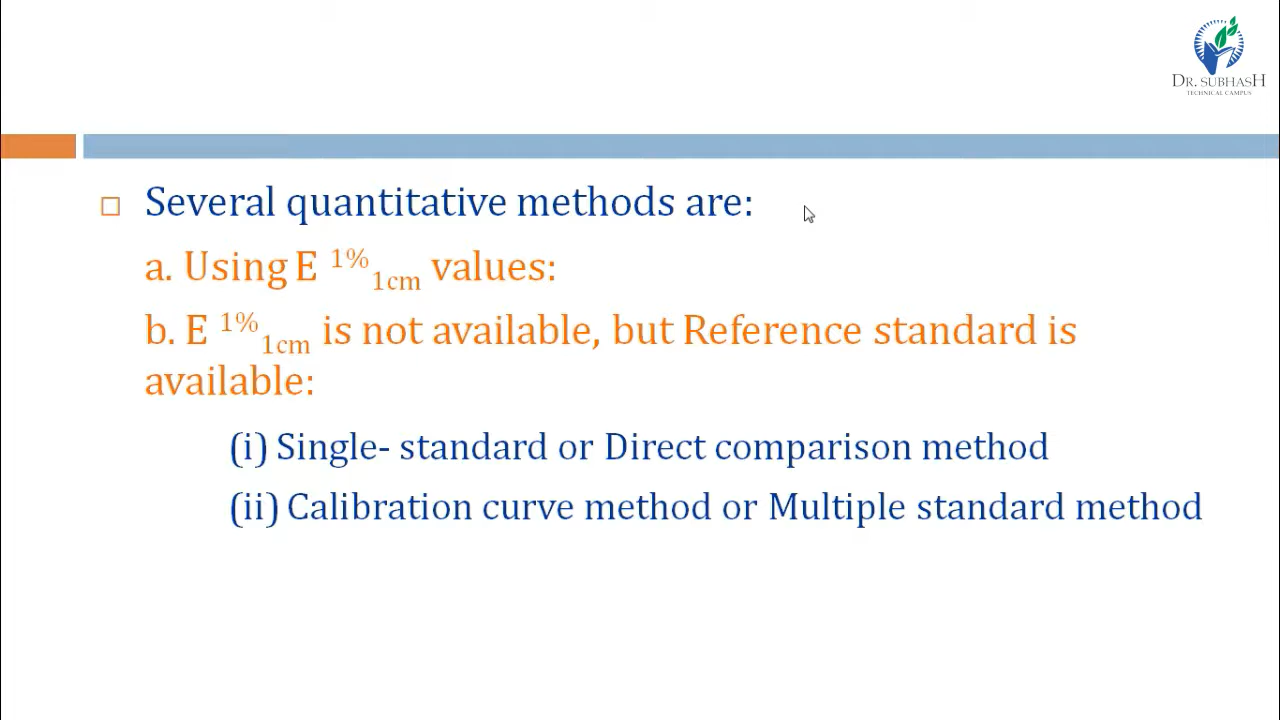 DR. SUBHASH
TECHNICAL CAMPUS
Several quantitative methods are:
a. Using E 1% 1cm values:
b. E 1% 1cm is not available, but Reference standard is
available:
(i) Single- standard or Direct comparison method
(ii) Calibration curve method or Multiple standard method